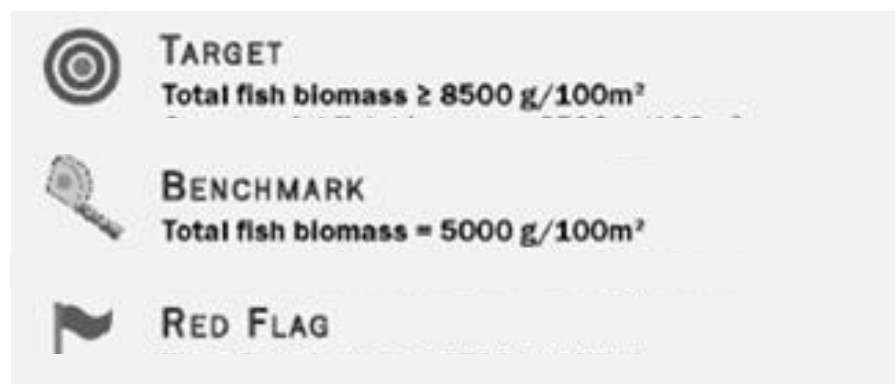 TARGET
Total fish biomass ≥ 8500 g/100m²
BENCHMARK
Total fish biomass = 5000 g/100m²
RED FLAG